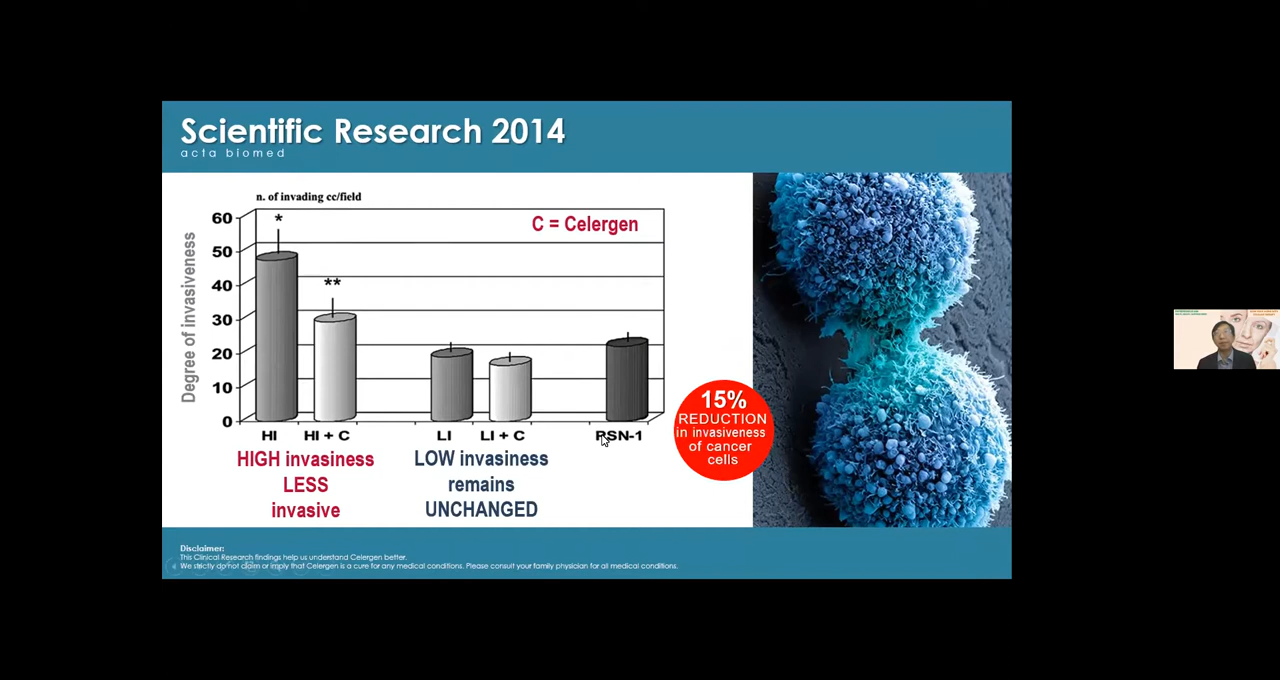 Scientific Research 2014
acta biomed
n. of invading cc/field
C = Celergen
Degree of invasiveness
60
50
40
30
20
10
0
*
**
HI
HI + C
LI
LI + C
PSN-1
HIGH invasiness
LESS
invasive
LOW invasiness
remains
UNCHANGED
15%
REDUCTION
in invasiveness
of cancer
cells
Disclaimer:
This Clinical Research findings help us understand Celergen better.
We strictly do not claim or imply that Celergen is a cure for any medical conditions. Please consult your family physician for all medical conditions.